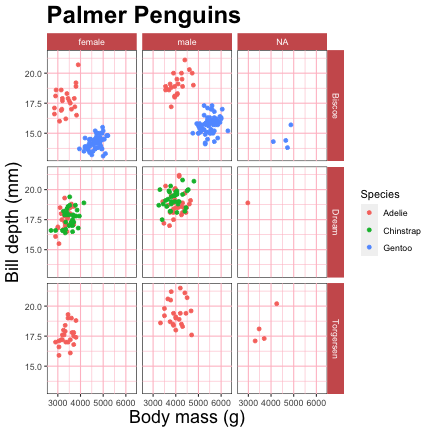 Palmer Penguins
female male NA
20.0
17.5
15.0
Biscoe
20.0
17.5
15.0
Dream
20.0
17.5
15.0
Torgersen
3000 4000 5000 6000 3000 4000 5000 6000 3000 4000 5000 6000
Body mass (g)
Bill depth (mm)
Species
Adelie
Chinstrap
Gentoo